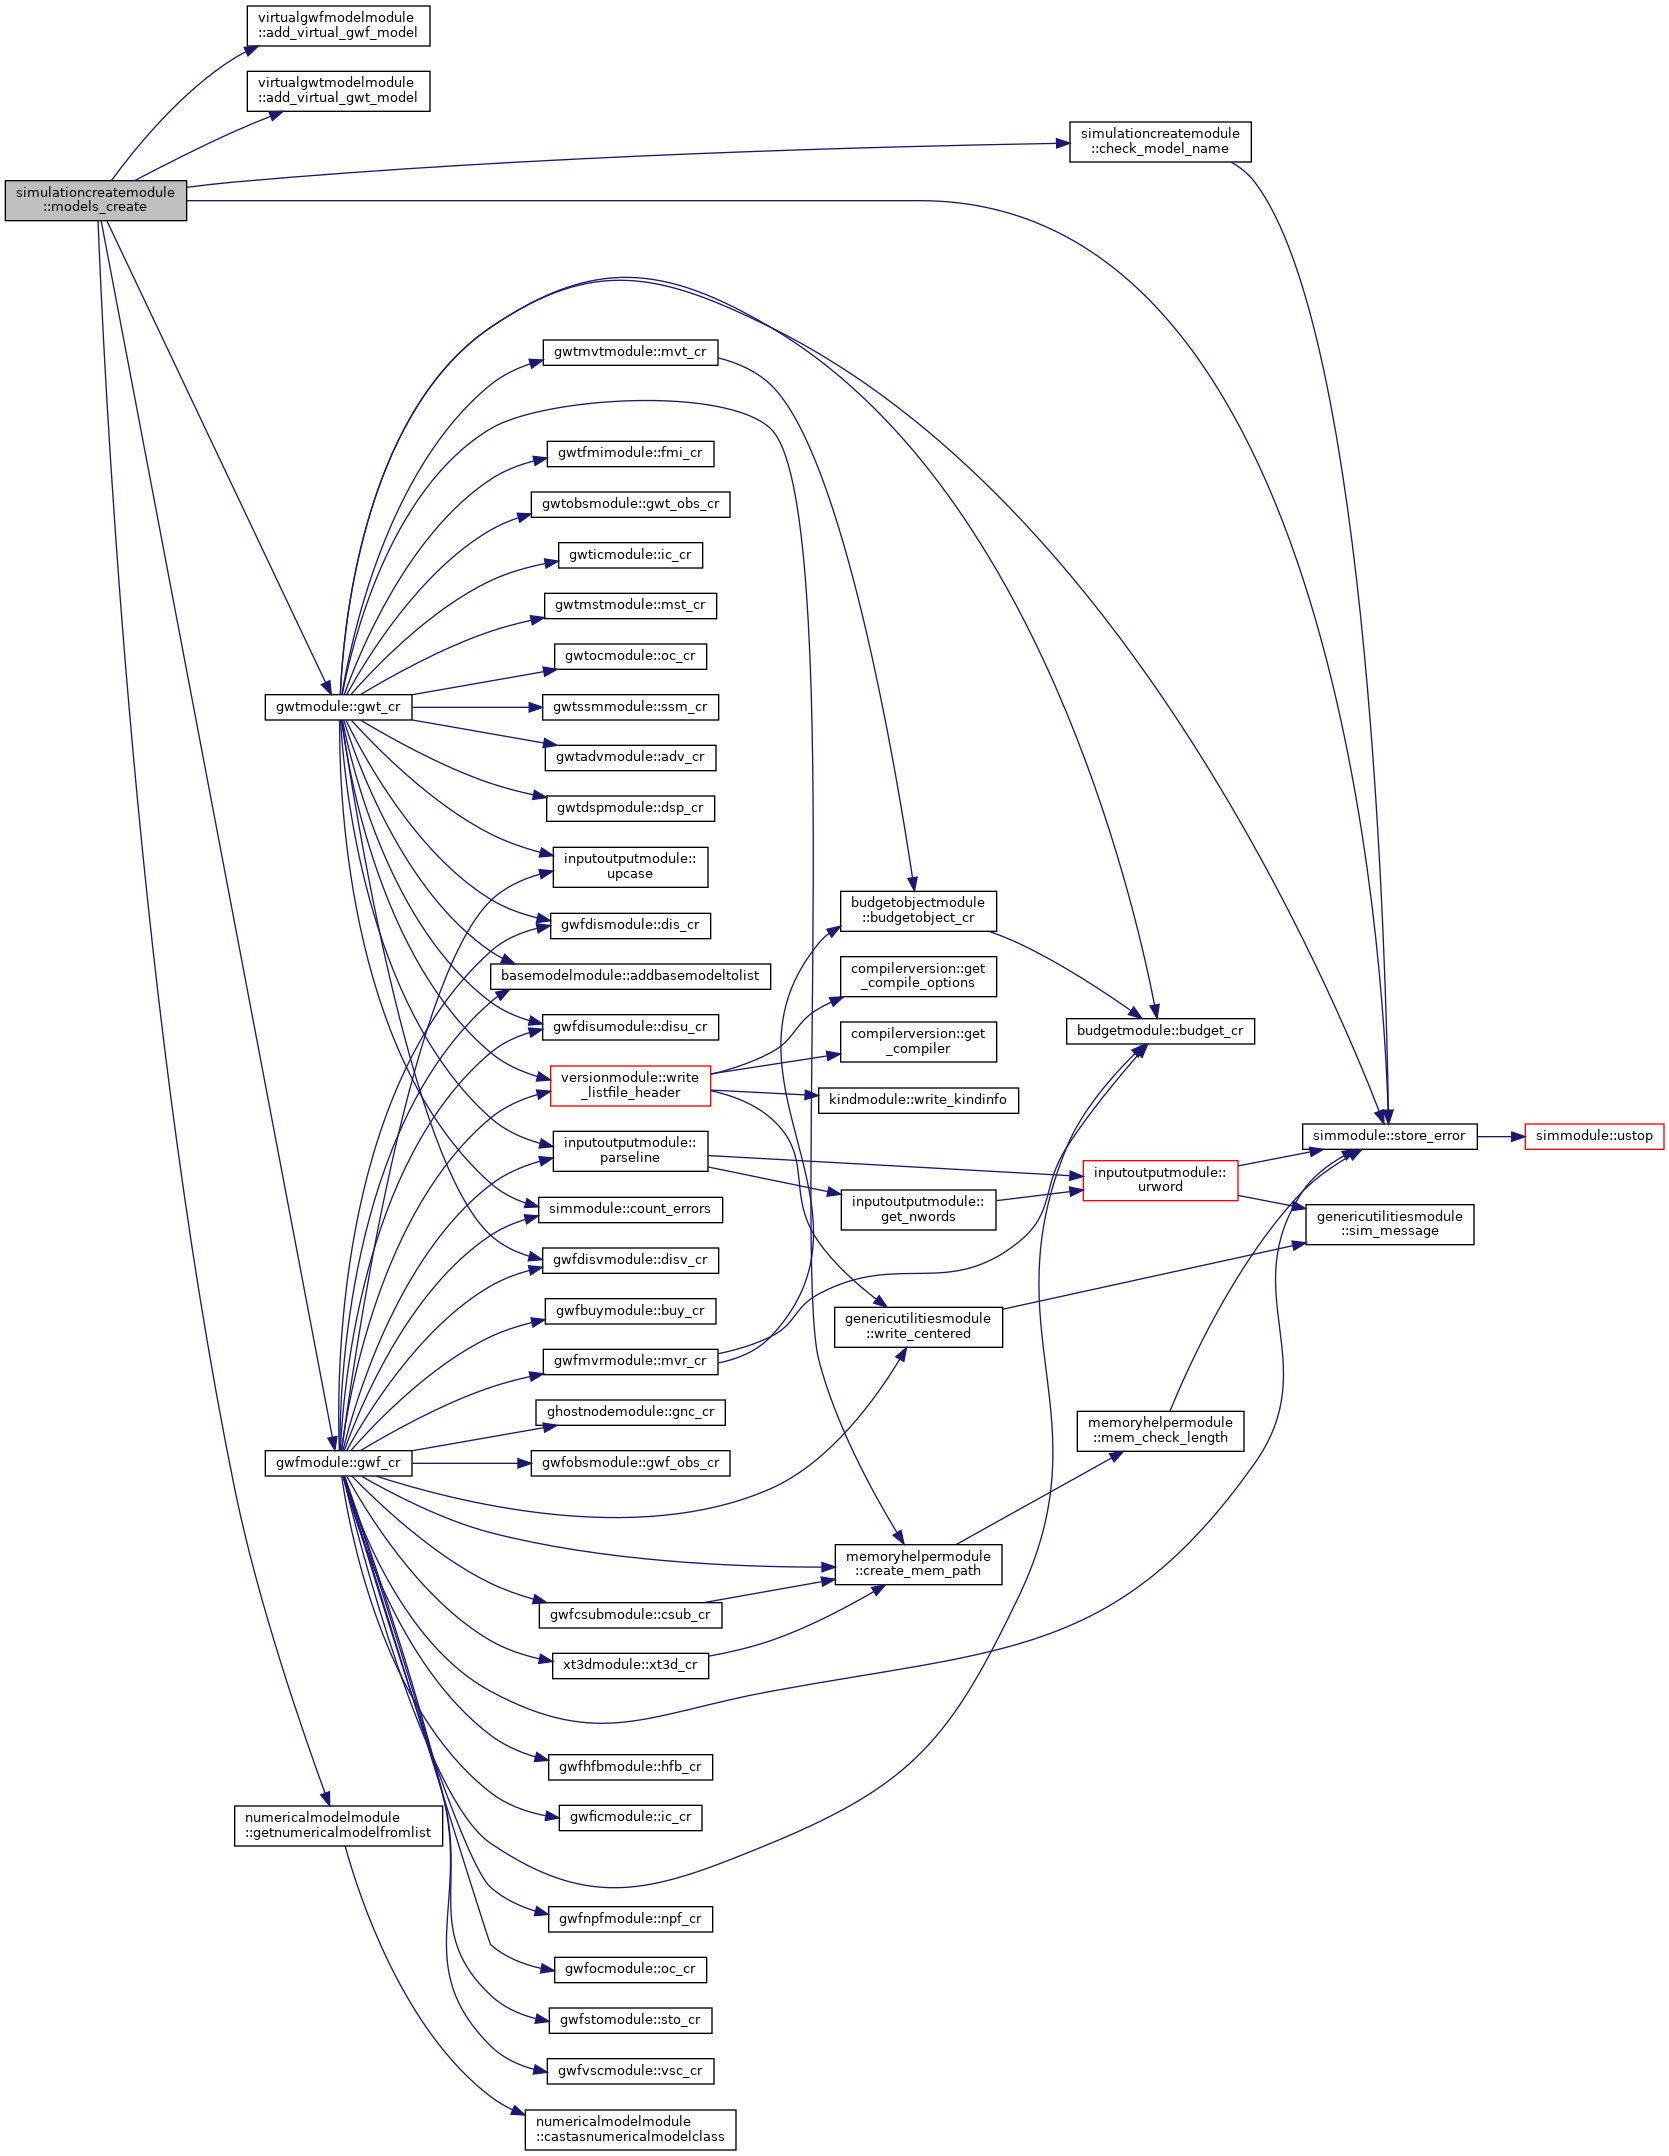 virtualgwfmodelmodule
::add_virtual_gwf_model
virtualgwtmodelmodule
::add_virtual_gwt_model
simulationcreatemodule
::check_model_name
simulationcreatemodule
::models_create
gwtmvtmodule::mvt_cr
gwtfmimodule::fmi_cr
gwtobsmodule::gwt_obs_cr
gwticmodule::ic_cr
gwtmstmodule::mst_cr
gwtocmodule::oc_cr
gwtmodule::gwt_cr
gwtssmmodule::ssm_cr
gwtadvmodule::adv_cr
gwtdspmodule::dsp_cr
inputoutputmodule::
upcase
gwfdismodule::dis_cr
budgetobjectmodule
::budgetobject_cr
basemodelmodule::addbasemodeltolist
compilerversion::get
_compile_options
gwfdisumodule::disu_cr
compilerversion::get
_compiler
budgetmodule::budget_cr
versionmodule::write
_listfile_header
kindmodule::write_kindinfo
inputoutputmodule::
parseline
simmodule::store_error
simmodule::ustop
inputoutputmodule::
urword
simmodule::count_errors
inputoutputmodule::
get_nwords
genericutilitiesmodule
::sim_message
gwfdisvmodule::disv_cr
gwfbuymodule::buy_cr
genericutilitiesmodule
::write_centered
gwfmvrmodule::mvr_cr
ghostnodemodule::gnc_cr
memoryhelpermodule
::mem_check_length
gwfmodule::gwf_cr
gwfobsmodule::gwf_obs_cr
memoryhelpermodule
::create_mem_path
gwfcsubmodule::csub_cr
xt3dmodule::xt3d_cr
gwfhfbmodule::hfb_cr
gwficmodule::ic_cr
numericalmodelmodule
::getnumericalmodelfromlist
gwfnpfmodule::npf_cr
gwfocmodule::oc_cr
gwfstomodule::sto_cr
gwfvscmodule::vsc_cr
numericalmodelmodule
::castasnumericalmodelclass